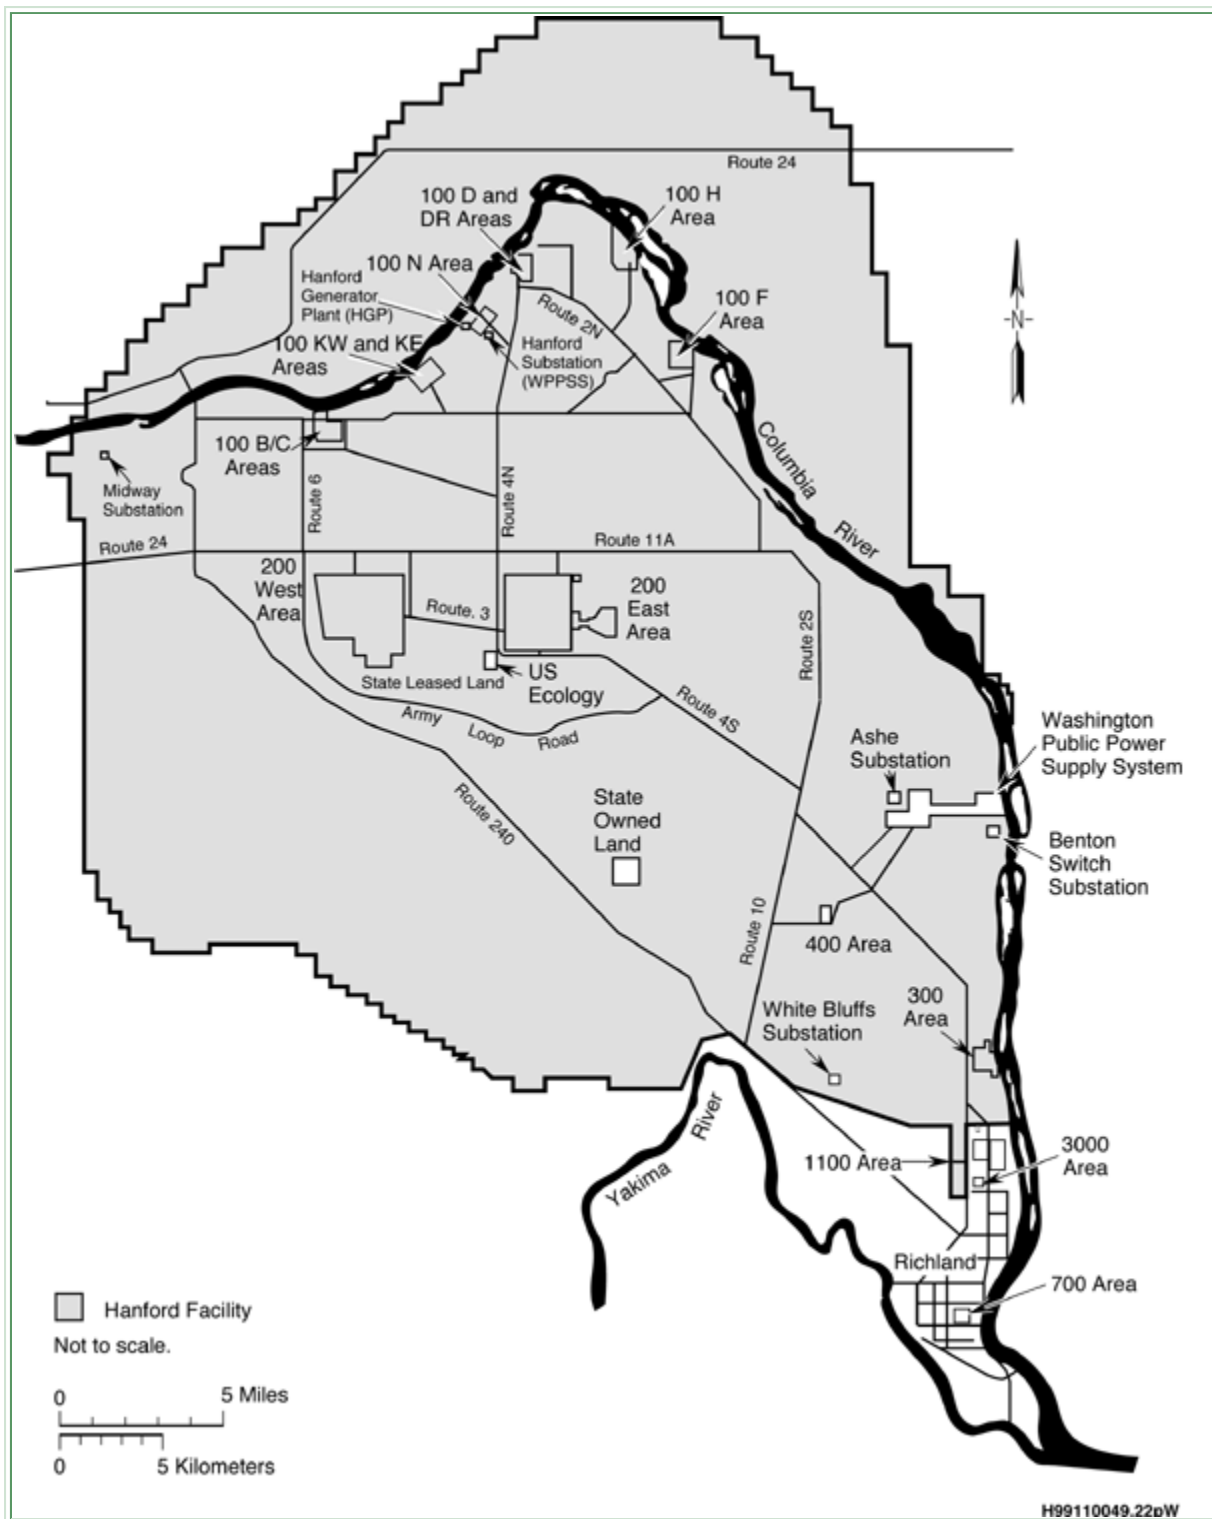 Route 24
100 D and
DR Areas
100 H
Area
100 N Area
Hanford
Generator
Plant (HGP)
Route 2N
100 F
Area
N
100 KW and KE
Areas
Hanford
Substation
(WPPSS)
Columbia
River
100 B/C
Areas
Midway
Substation
Route 6
Route 4N
Route 24
Route 11A
200
West
Area
Route. 3
200
East
Area
Route 2S
State Leased Land
US
Ecology
Army
Loop
Road
Route 4S
Route 240
Ashe
Substation
Washington
Public Power
Supply System
State
Owned
Land
Benton
Switch
Substation
Route 10
400 Area
White Bluffs
Substation
300
Area
Yakima
River
1100 Area
3000
Area
Richland
700 Area
Hanford Facility
Not to scale.
0 5 Miles
0 5 Kilometers
H99110049.22pW